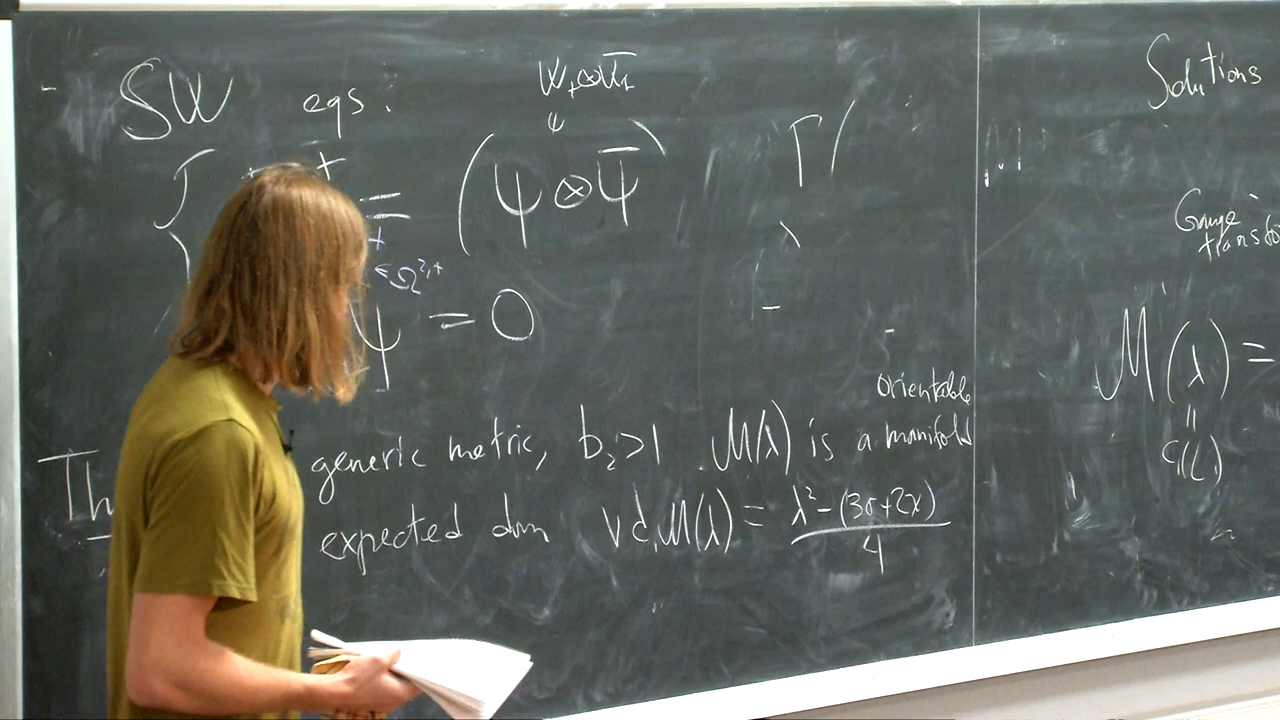 SW eqs:
W₊⊗W̄₊
+ = (ψ ⊗ ψ̄)
+
∈Ω²,⁺
ψ = 0
Γ(
Th
generic metric, b₂>1 M(λ) is a manifold
orientable
expected dim vd M(λ) = λ² - (3σ+2χ) / 4
Solutions
Gauge
transfo
M(λ) =
"
c₁(L)